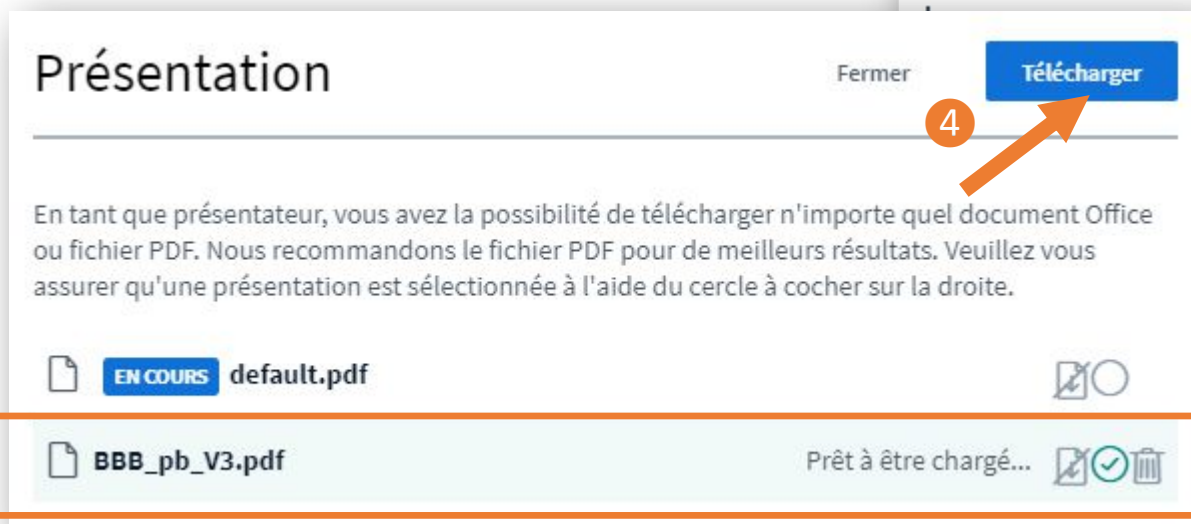 Présentation
Fermer
Télécharger
4
En tant que présentateur, vous avez la possibilité de télécharger n'importe quel document Office
ou fichier PDF. Nous recommandons le fichier PDF pour de meilleurs résultats. Veuillez vous
assurer qu'une présentation est sélectionnée à l'aide du cercle à cocher sur la droite.
EN COURS default.pdf
BBB_pb_V3.pdf Prêt à être chargé...